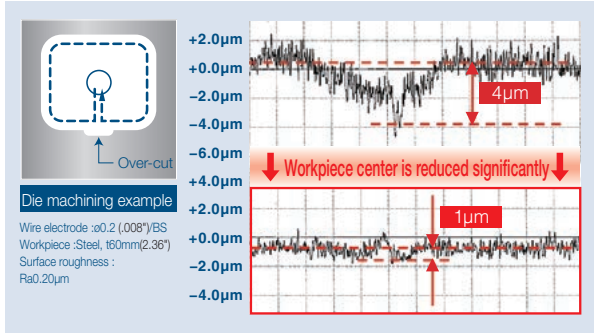 Over-cut
Die machining example
Wire electrode :ø0.2 (.008")/BS
Workpiece :Steel, t60mm(2.36")
Surface roughness :
Ra0.20µm
+2.0µm
+0.0µm
−2.0µm
−4.0µm
−6.0µm
+4.0µm
+2.0µm
+0.0µm
−2.0µm
−4.0µm
4µm
Workpiece center is reduced significantly
1µm